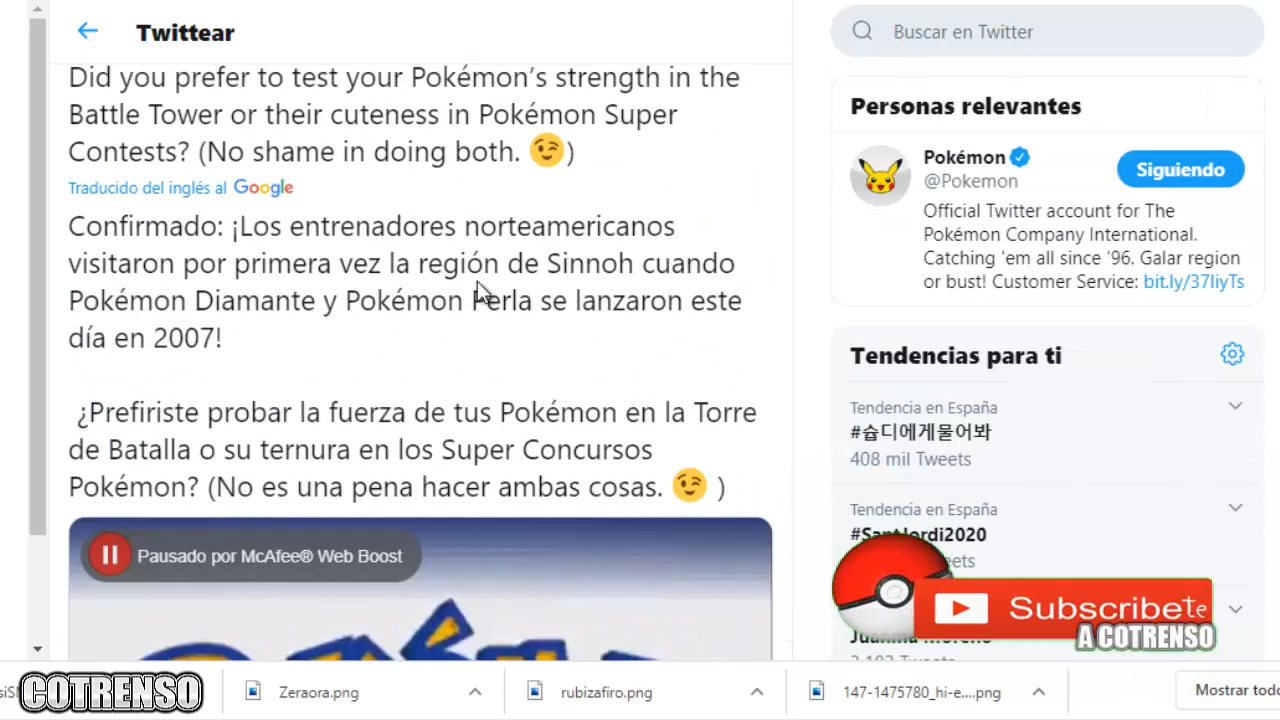 Twittear
Did you prefer to test your Pokémon's strength in the
Battle Tower or their cuteness in Pokémon Super
Contests? (No shame in doing both. 😉)
Traducido del inglés al Google
Confirmado: ¡Los entrenadores norteamericanos
visitaron por primera vez la región de Sinnoh cuando
Pokémon Diamante y Pokémon Perla se lanzaron este
día en 2007!
¿Prefiriste probar la fuerza de tus Pokémon en la Torre
de Batalla o su ternura en los Super Concursos
Pokémon? (No es una pena hacer ambas cosas. 😉 )
Pausado por McAfee® Web Boost
Buscar en Twitter
Personas relevantes
Pokémon
@Pokemon
Siguiendo
Official Twitter account for The
Pokémon Company International.
Catching 'em all since '96. Galar region
or bust! Customer Service: bit.ly/37IiyTs
Tendencias para ti
Tendencia en España
#슙디에게물어봐
408 mil Tweets
Tendencia en España
#SantJordi2020
Subscribete
A COTRENSO
COTRENSO
Zeraora.png
rubizafiro.png
147-1475780_hi-e....png
Mostrar todo